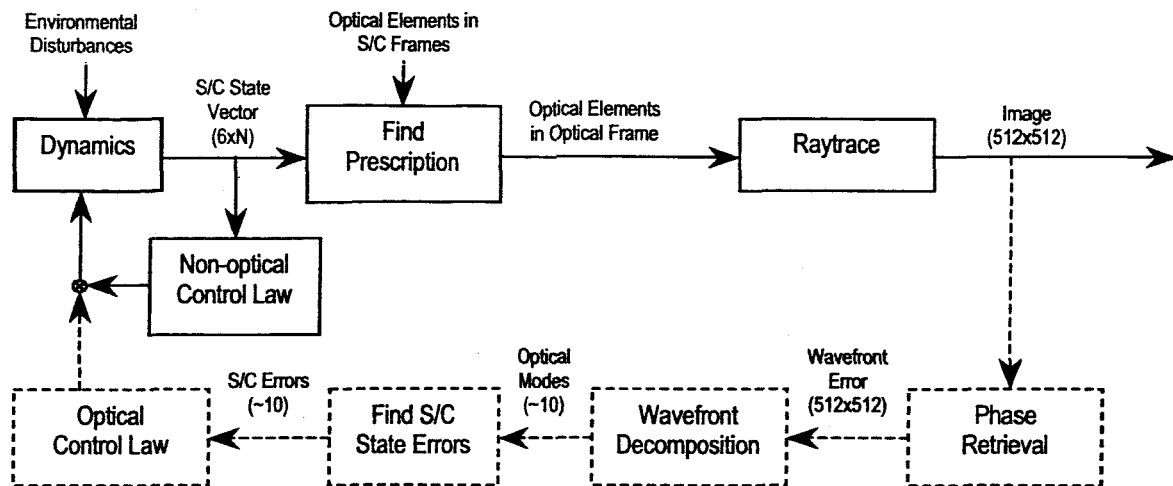 Environmental
Disturbances
Optical Elements in
S/C Frames
S/C State
Vector
(6xN)
Optical Elements
in Optical Frame
Image
(512x512)
Dynamics
Find
Prescription
Raytrace
Non-optical
Control Law
S/C Errors
(~10)
Optical
Modes
(~10)
Wavefront
Error
(512x512)
Optical
Control Law
Find S/C
State Errors
Wavefront
Decomposition
Phase
Retrieval